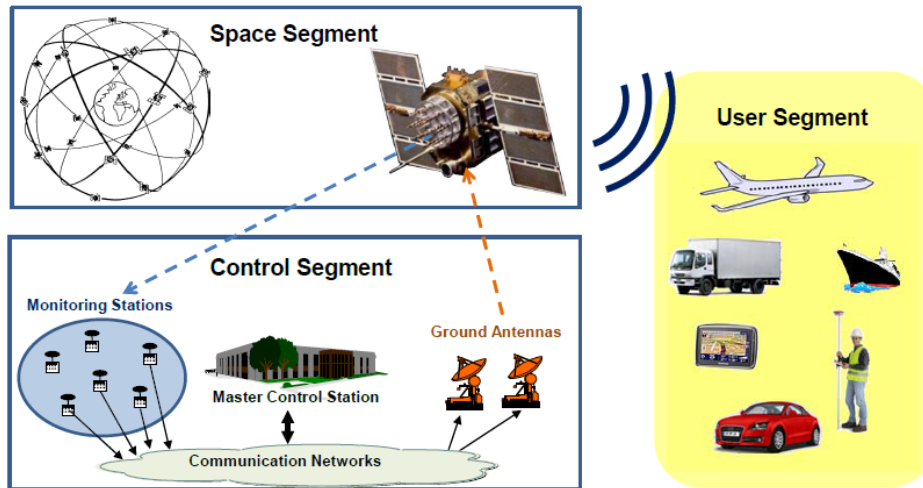 Space Segment
User Segment
Control Segment
Monitoring Stations
Ground Antennas
Master Control Station
Communication Networks